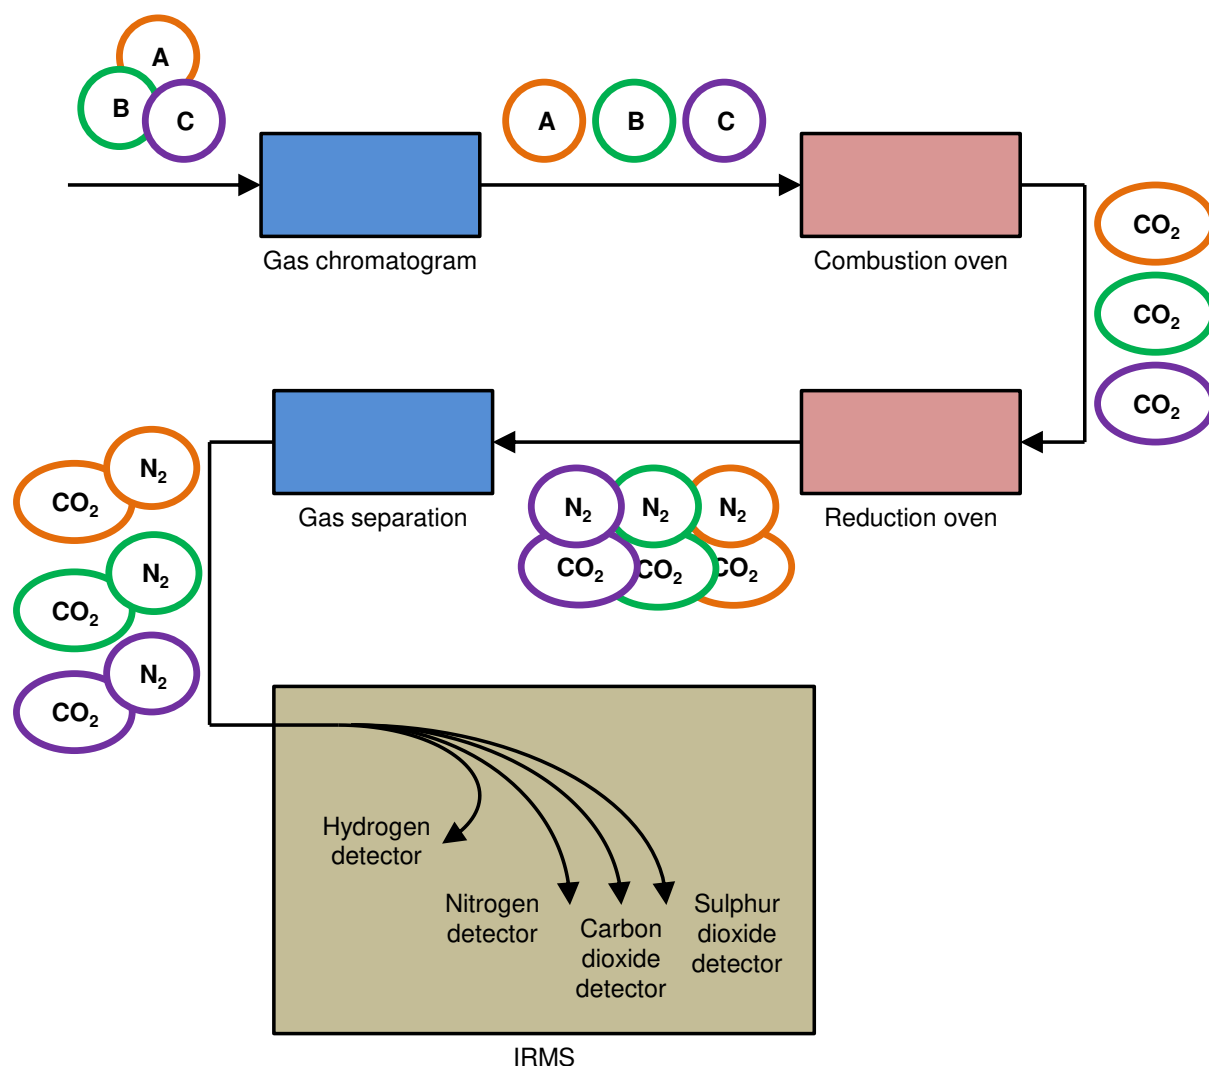 A
B
C
A
B
C
Gas chromatogram
Combustion oven
CO₂
CO₂
CO₂
Reduction oven
N₂
N₂
N₂
CO₂
CO₂
CO₂
Gas separation
N₂
CO₂
N₂
CO₂
N₂
CO₂
Hydrogen
detector
Nitrogen
detector
Carbon
dioxide
detector
Sulphur
dioxide
detector
IRMS